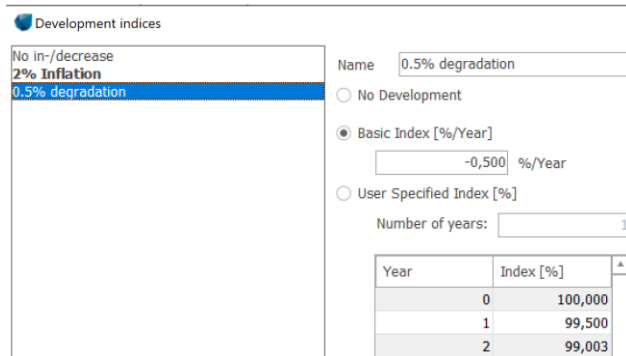 Development indices
No in-/decrease
2% Inflation
0.5% degradation
Name 0.5% degradation
No Development
Basic Index [%/Year]
-0,500 %/Year
User Specified Index [%]
Number of years: 1
Year Index [%]
0 100,000
1 99,500
2 99,003